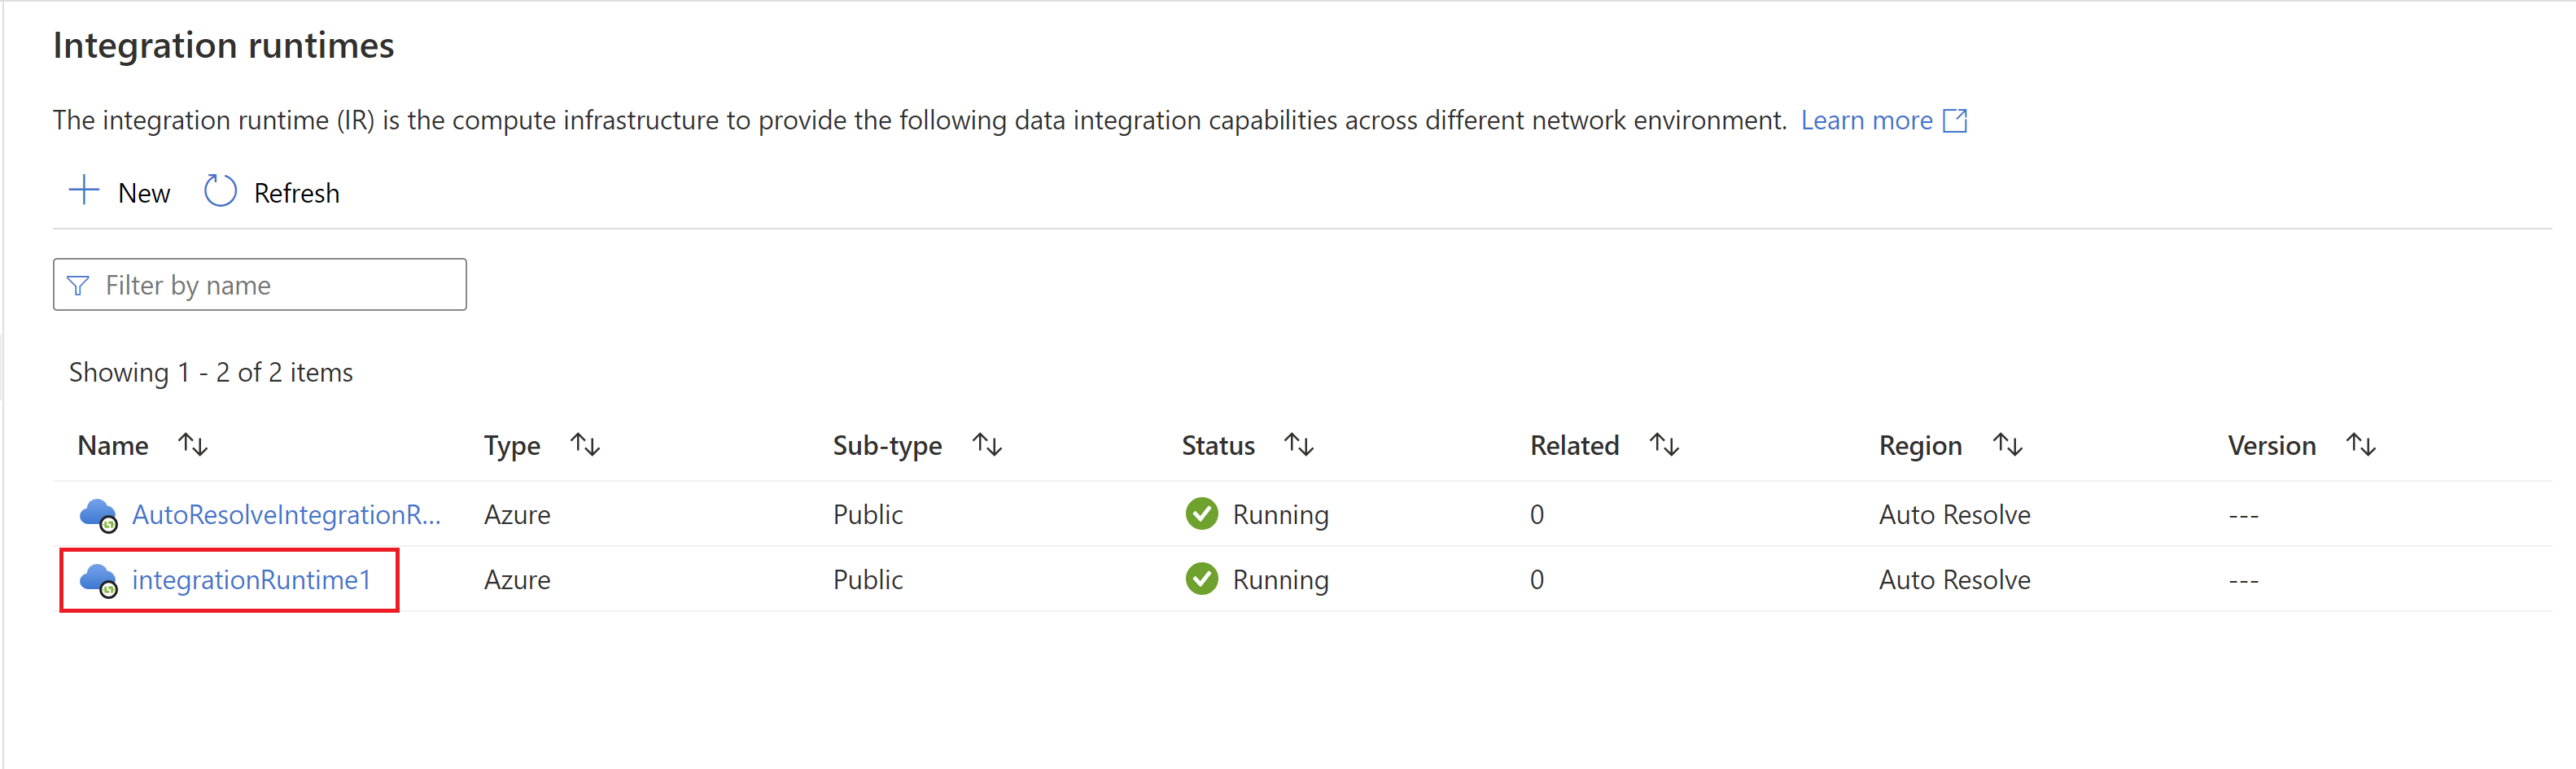 Integration runtimes
The integration runtime (IR) is the compute infrastructure to provide the following data integration capabilities across different network environment. Learn more
New Refresh
Filter by name
Showing 1 - 2 of 2 items
Name Type Sub-type Status Related Region Version
AutoResolveIntegrationR... Azure Public Running 0 Auto Resolve ---
integrationRuntime1 Azure Public Running 0 Auto Resolve ---